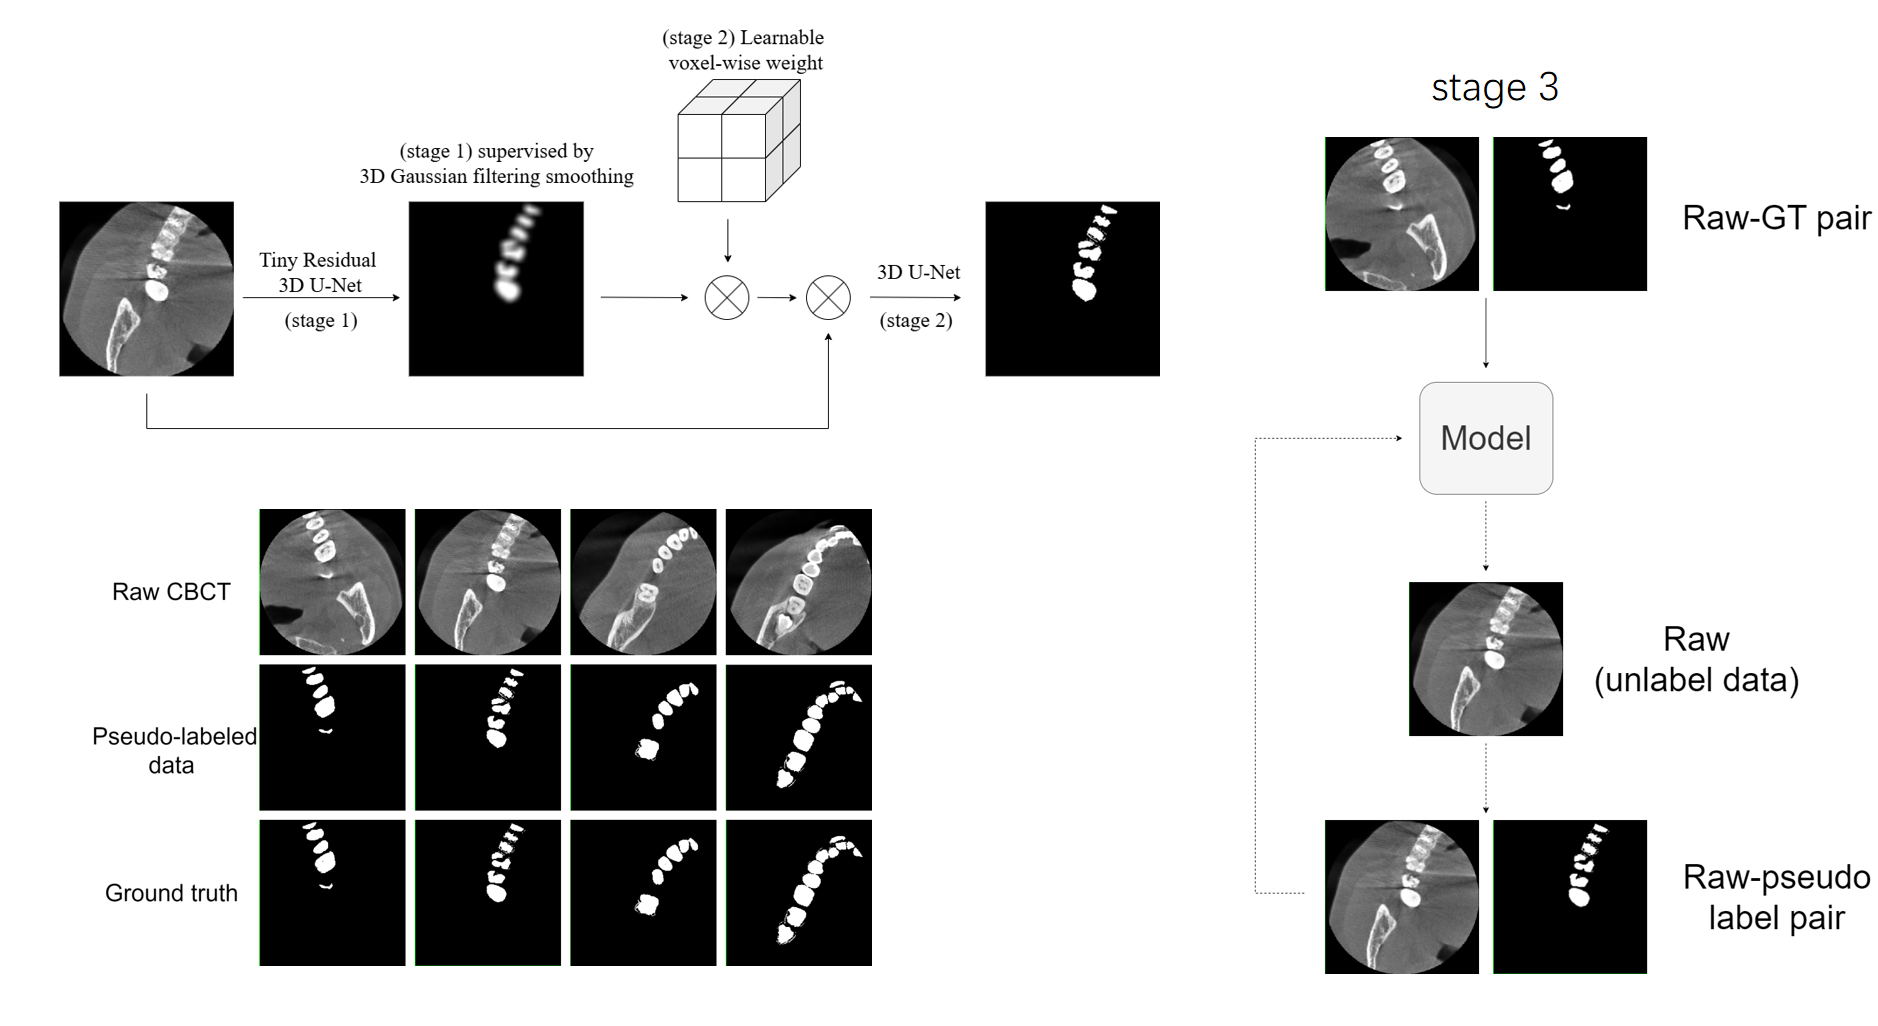 (stage 2) Learnable
voxel-wise weight
(stage 1) supervised by
3D Gaussian filtering smoothing
Tiny Residual
3D U-Net
(stage 1)
3D U-Net
(stage 2)
Raw CBCT
Pseudo-labeled
data
Ground truth
stage 3
Raw-GT pair
Model
Raw
(unlabel data)
Raw-pseudo
label pair